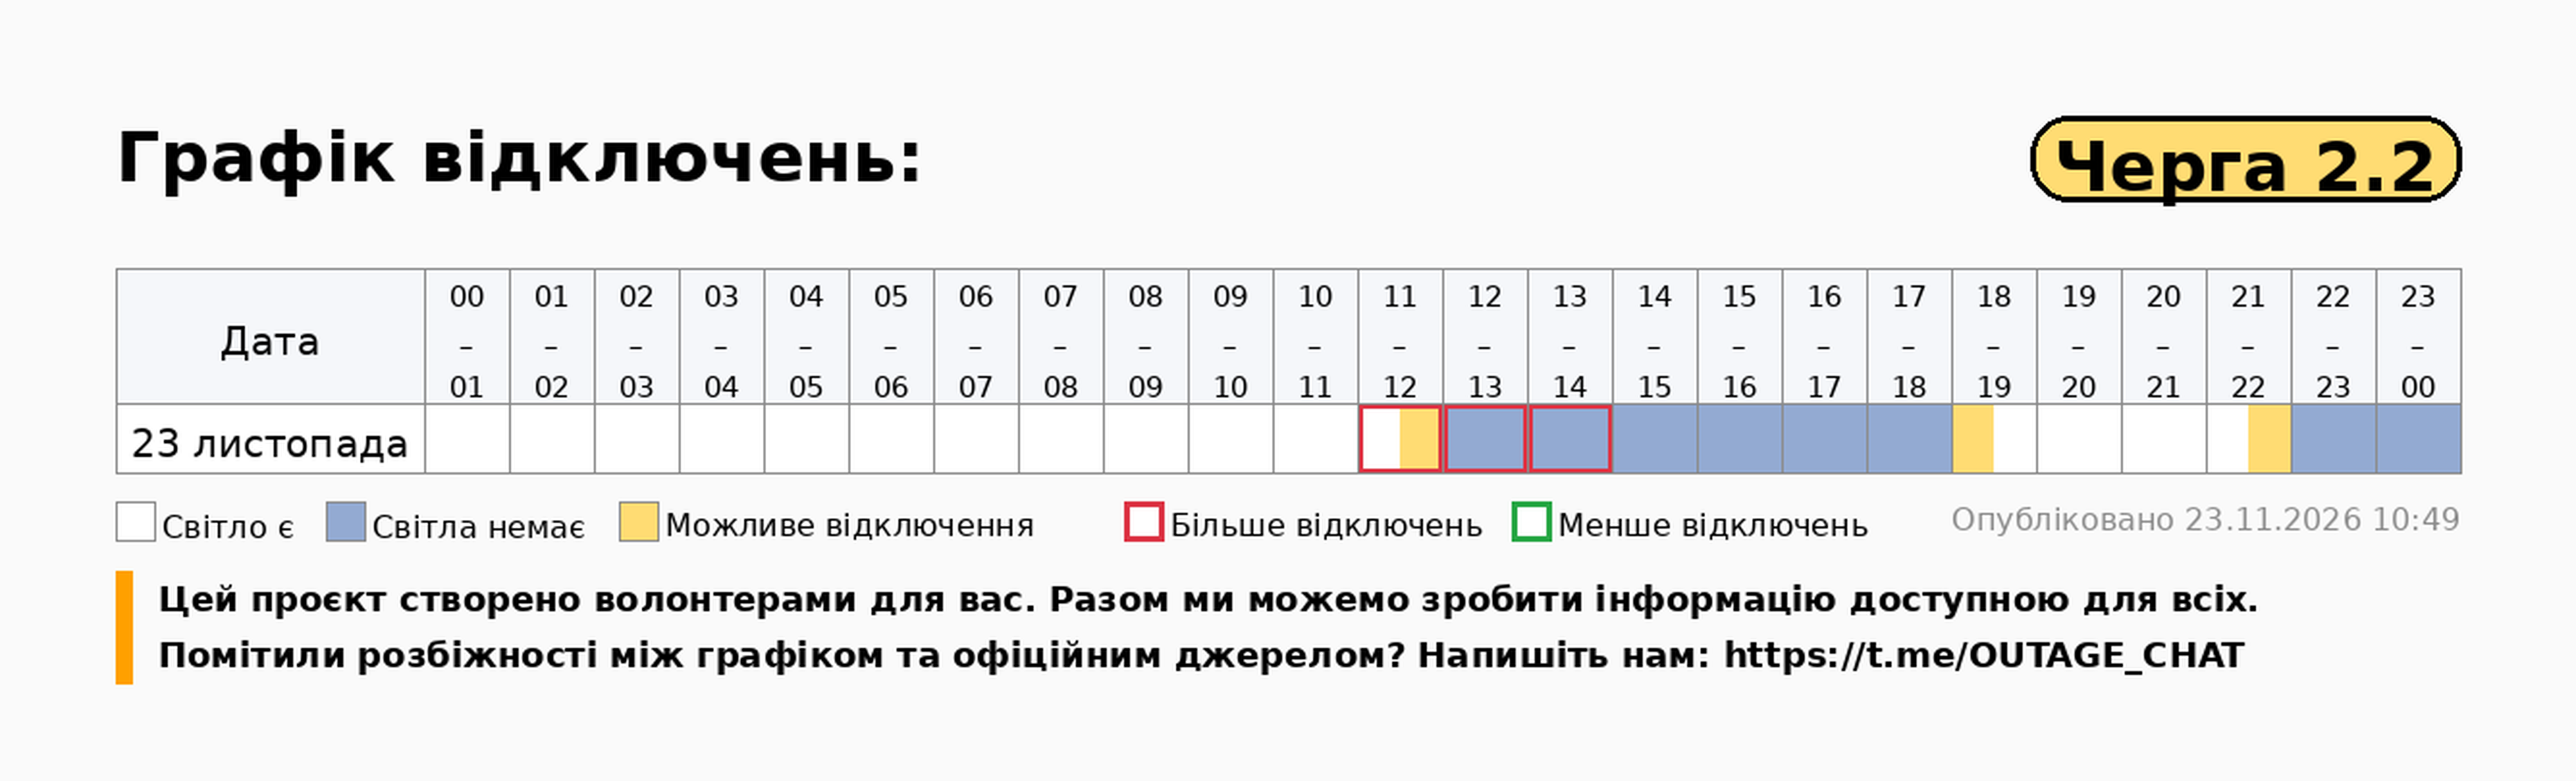 Графік відключень:
Черга 2.2
Дата
00 – 01
01 – 02
02 – 03
03 – 04
04 – 05
05 – 06
06 – 07
07 – 08
08 – 09
09 – 10
10 – 11
11 – 12
12 – 13
13 – 14
14 – 15
15 – 16
16 – 17
17 – 18
18 – 19
19 – 20
20 – 21
21 – 22
22 – 23
23 – 00
23 листопада
Світло є
Світла немає
Можливе відключення
Більше відключень
Менше відключень
Опубліковано 23.11.2026 10:49
Цей проєкт створено волонтерами для вас. Разом ми можемо зробити інформацію доступною для всіх.
Помітили розбіжності між графіком та офіційним джерелом? Напишіть нам: https://t.me/OUTAGE_CHAT